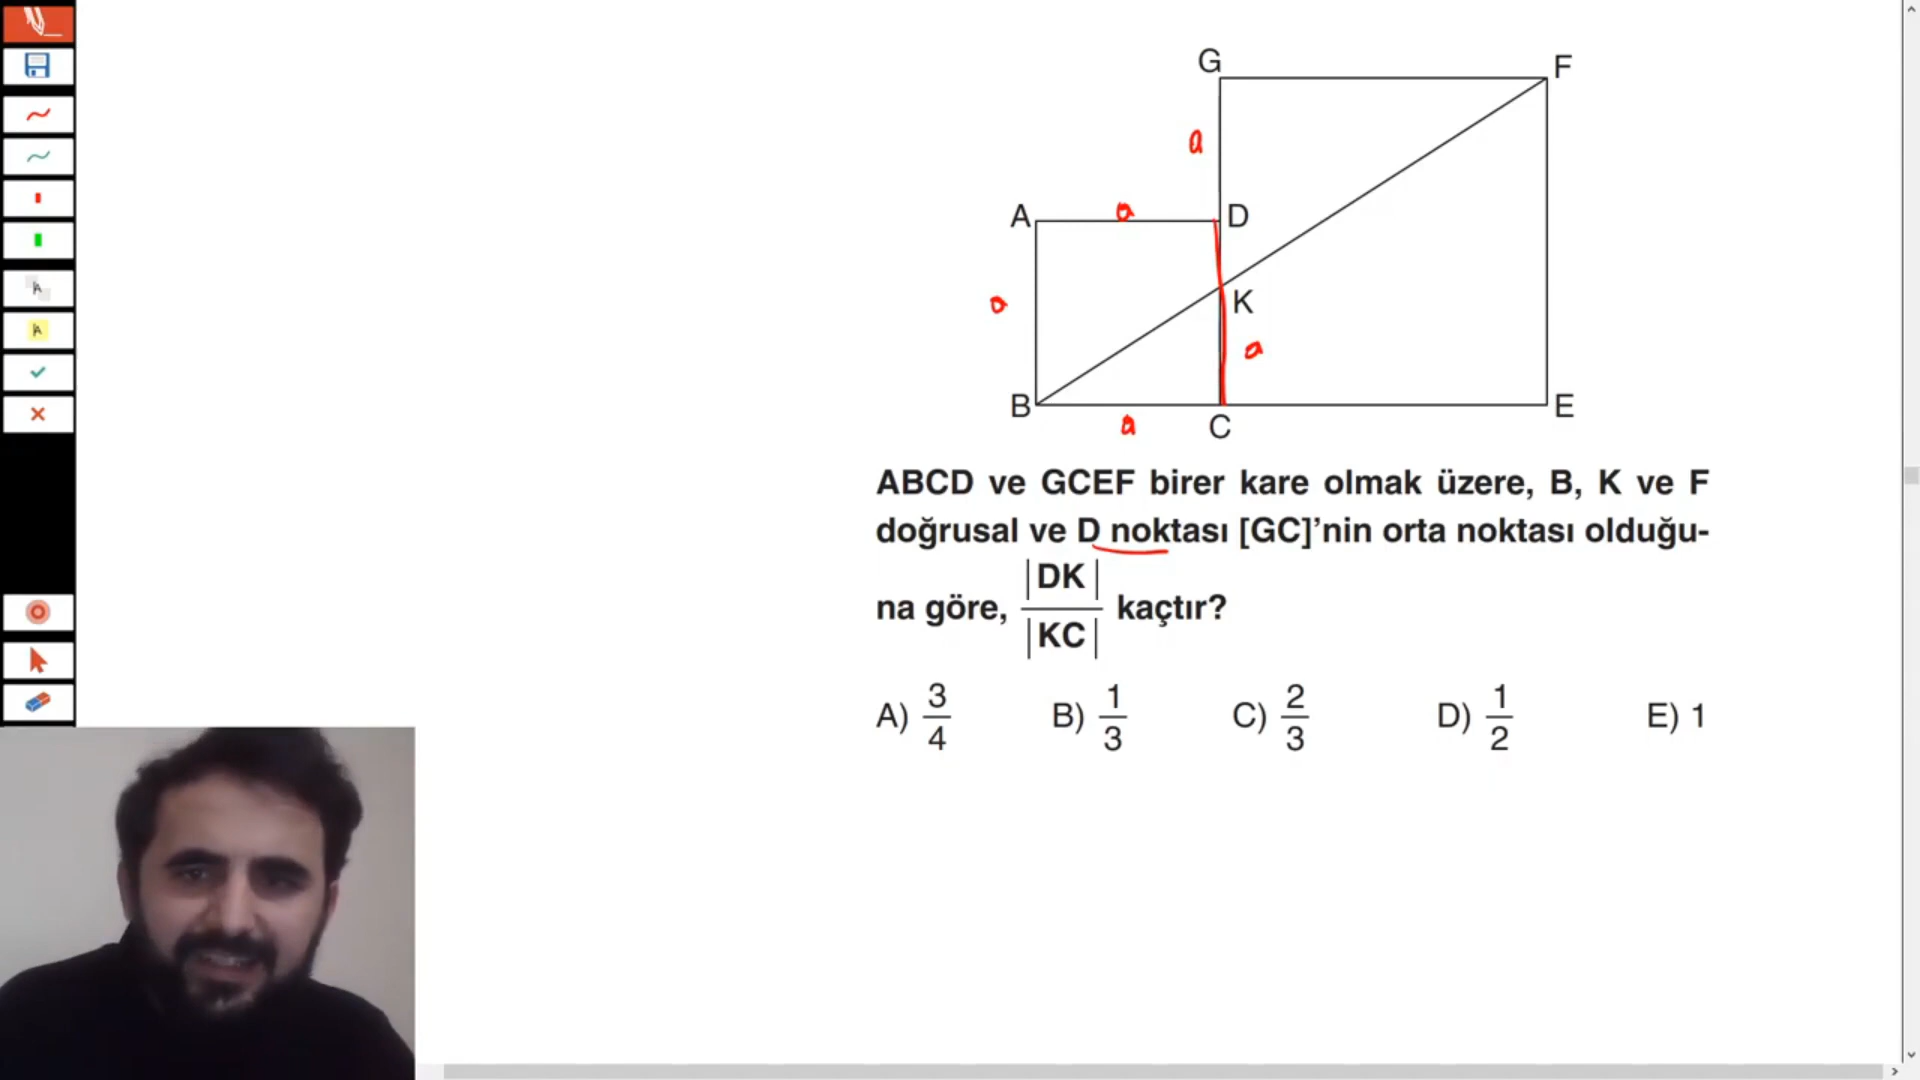 G
F
a
A
a
D
a
K
a
B
a
C
E
ABCD ve GCEF birer kare olmak üzere, B, K ve F
doğrusal ve D noktası [GC]'nin orta noktası olduğu-
na göre, |DK| / |KC| kaçtır?
A) 3/4 B) 1/3 C) 2/3 D) 1/2 E) 1